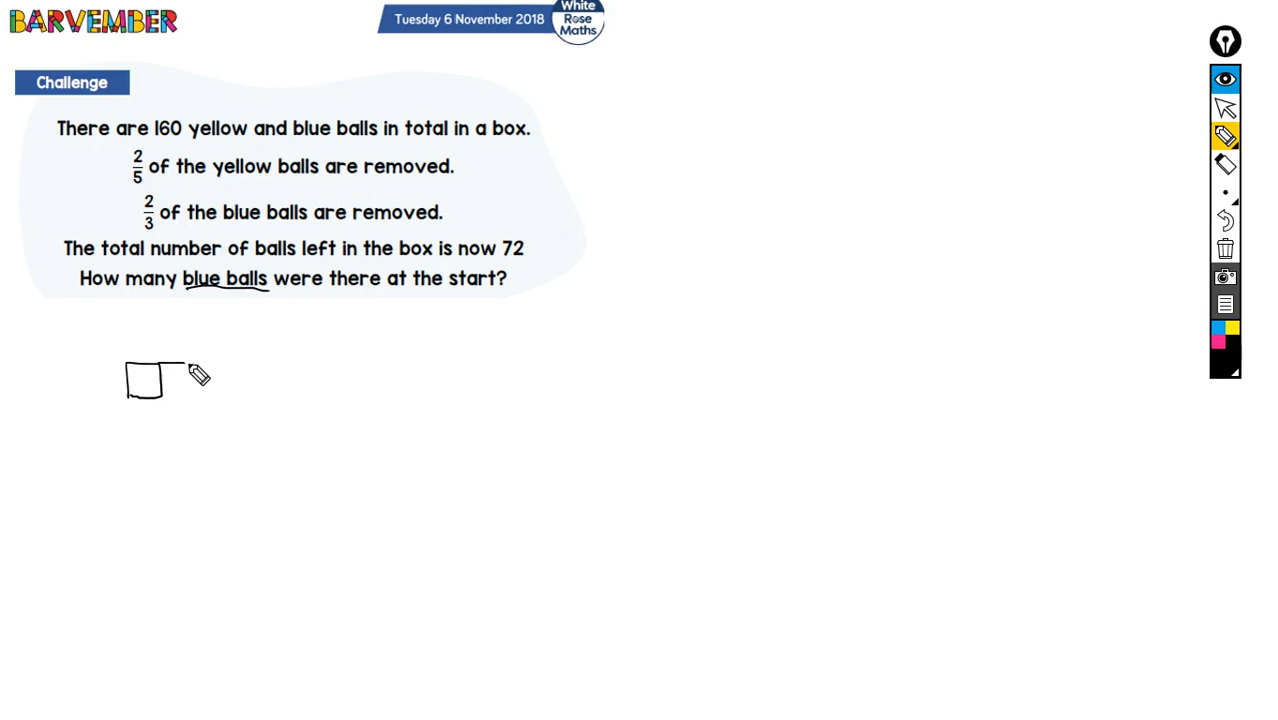 BARVEMBER
Tuesday 6 November 2018
White
Rose
Maths
Challenge
There are 160 yellow and blue balls in total in a box.
2/5 of the yellow balls are removed.
2/3 of the blue balls are removed.
The total number of balls left in the box is now 72
How many blue balls were there at the start?